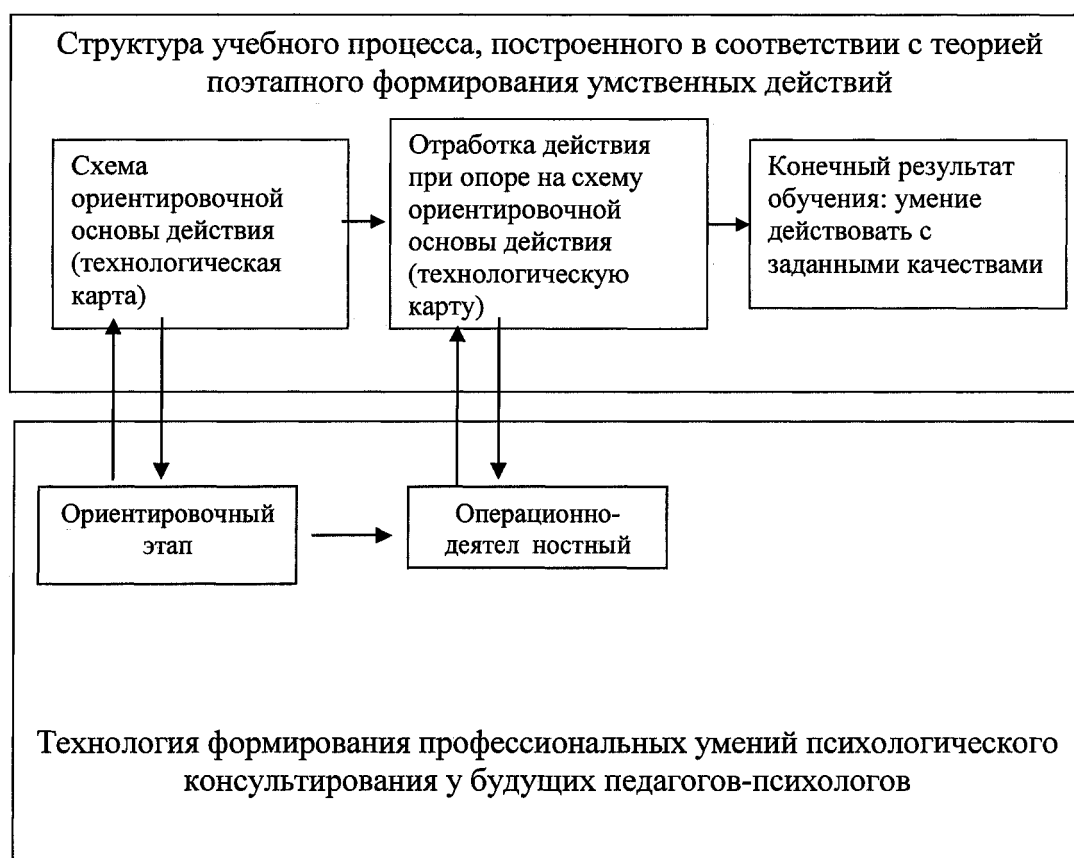 Структура учебного процесса, построенного в соответствии с теорией
поэтапного формирования умственных действий
Схема
ориентировочной
основы действия
(технологическая
карта)
Отработка действия
при опоре на схему
ориентировочной
основы действия
(технологическую
карту)
Конечный результат
обучения: умение
действовать с
заданными качествами
Ориентировочный
этап
Операционно-
деятел ностный
Технология формирования профессиональных умений психологического
консультирования у будущих педагогов-психологов